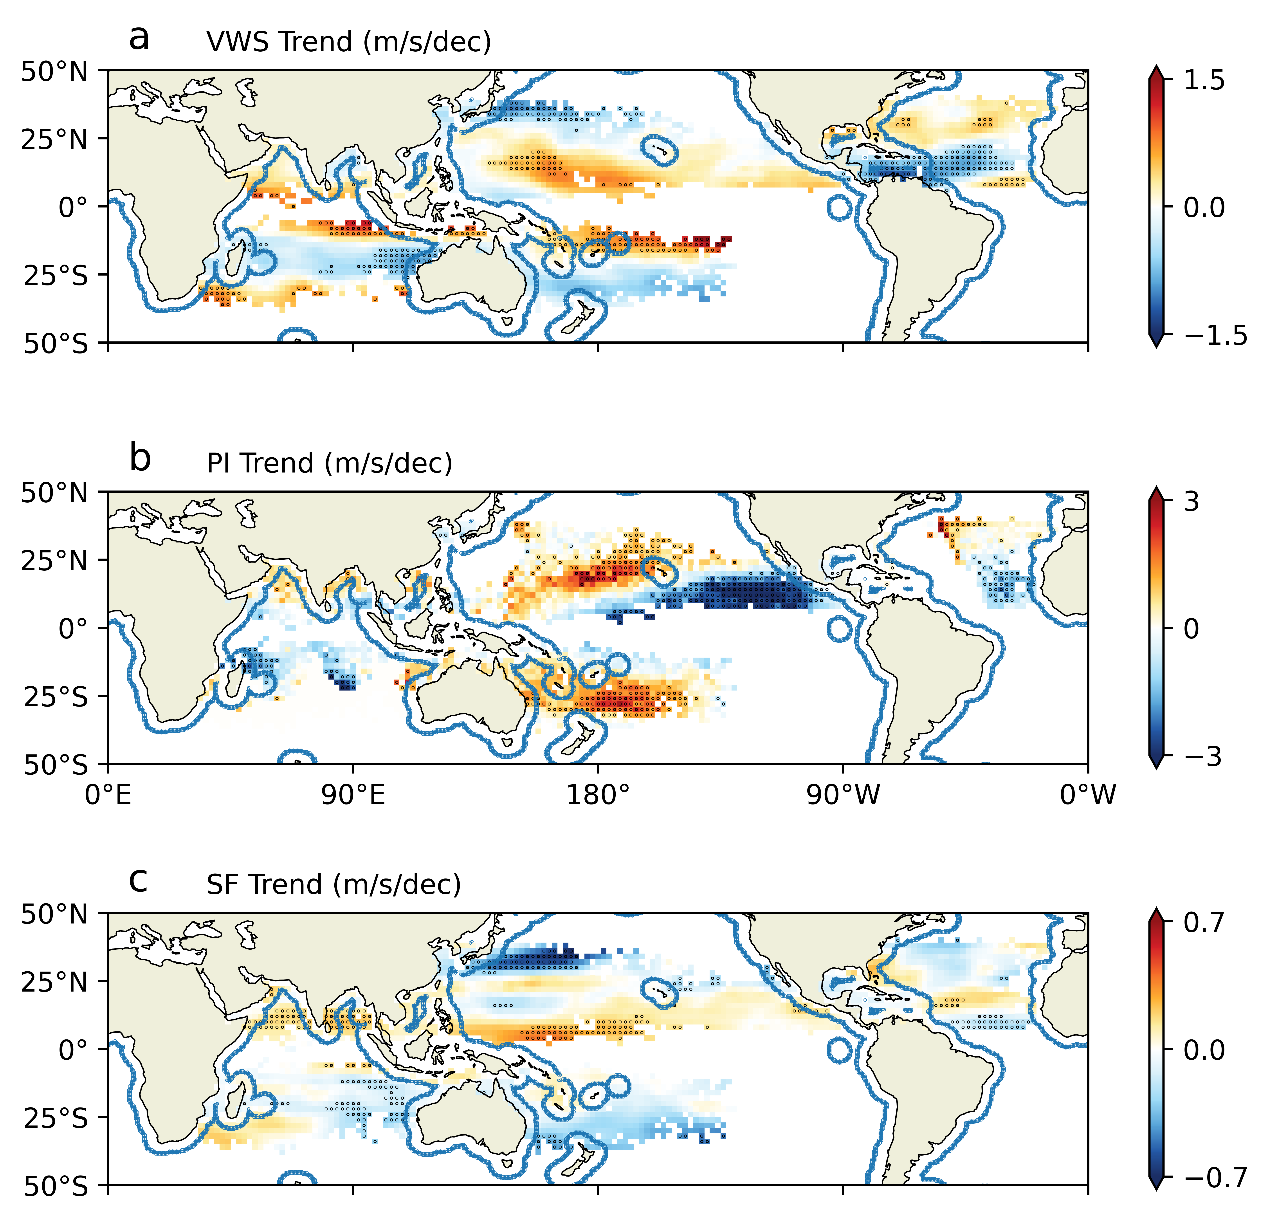 a VWS Trend (m/s/dec)
50°N
25°N
0°
25°S
50°S
1.5
0.0
−1.5
b PI Trend (m/s/dec)
50°N
25°N
0°
25°S
50°S
0°E 90°E 180° 90°W 0°W
3
0
−3
c SF Trend (m/s/dec)
50°N
25°N
0°
25°S
50°S
0.7
0.0
−0.7